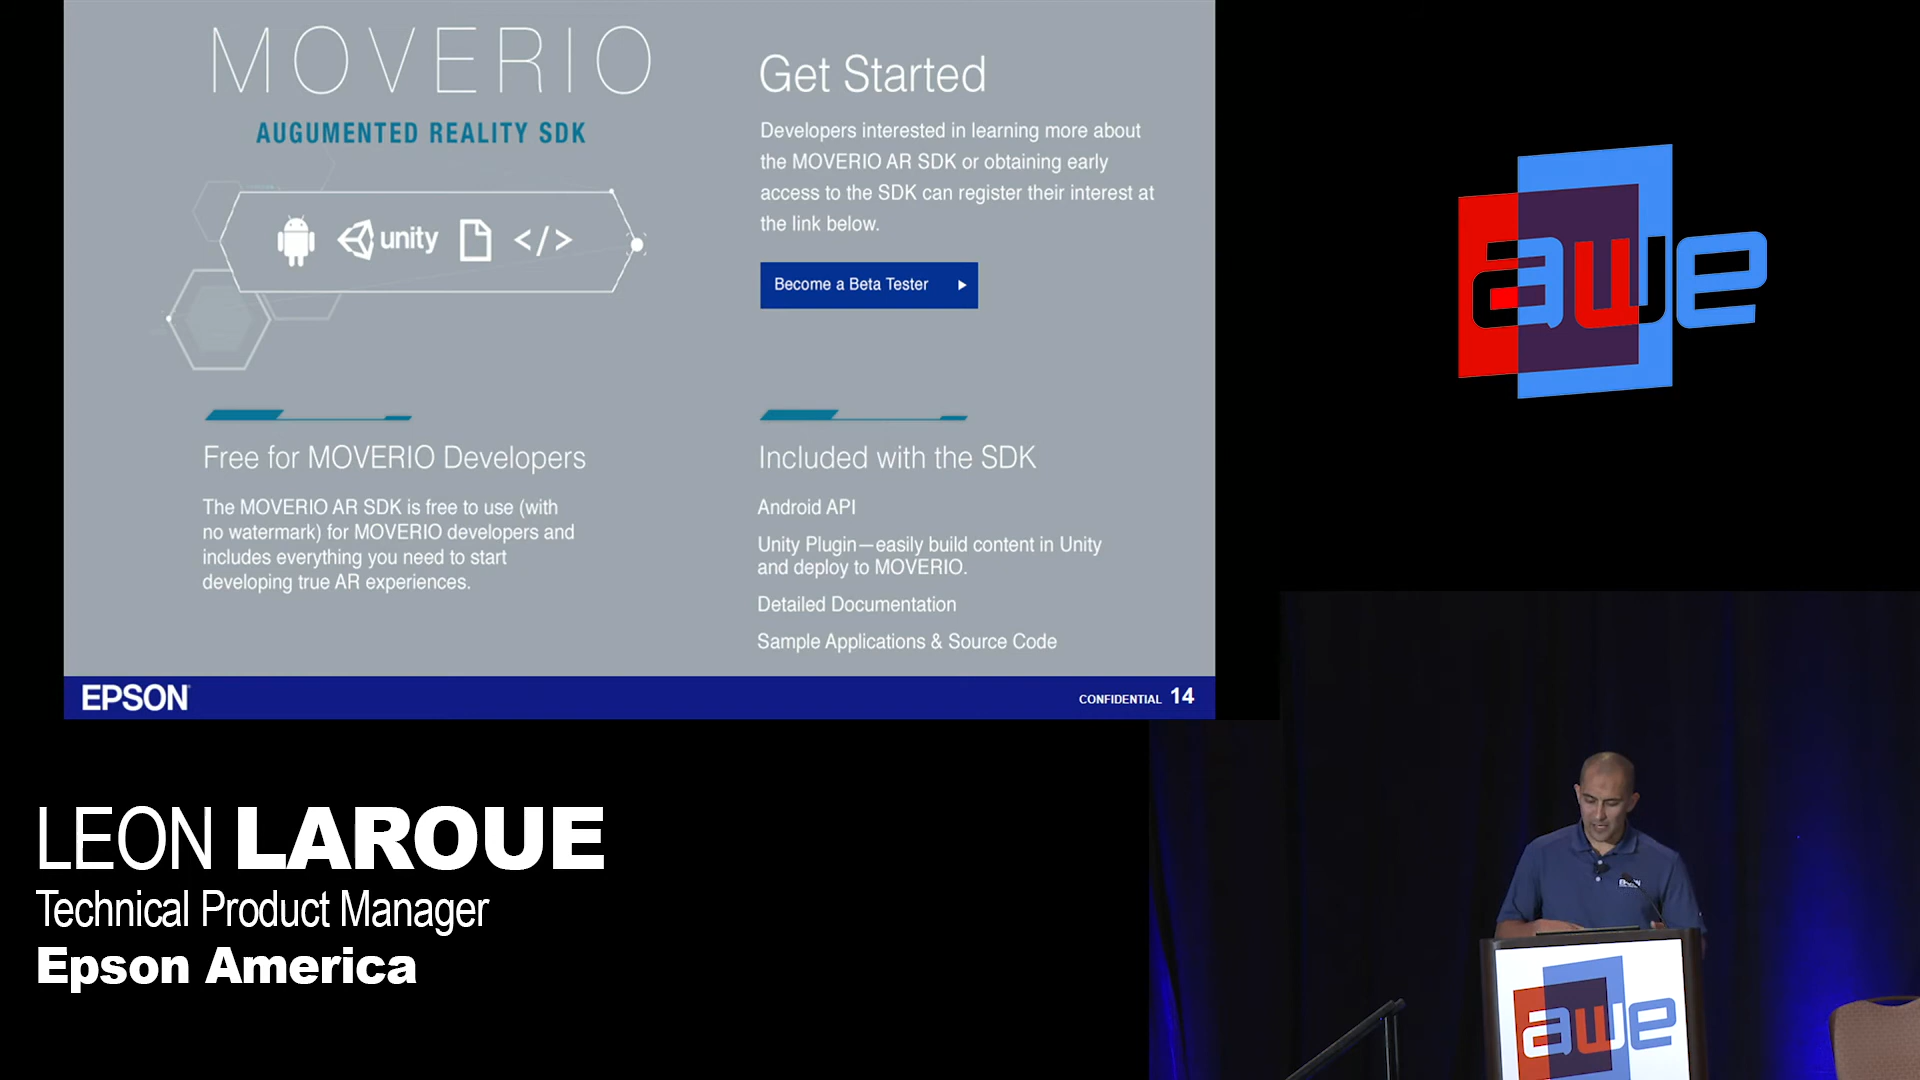 MOVERIO
AUGUMENTED REALITY SDK
unity
</>
Get Started
Developers interested in learning more about
the MOVERIO AR SDK or obtaining early
access to the SDK can register their interest at
the link below.
Become a Beta Tester
Free for MOVERIO Developers
The MOVERIO AR SDK is free to use (with
no watermark) for MOVERIO developers and
includes everything you need to start
developing true AR experiences.
Included with the SDK
Android API
Unity Plugin—easily build content in Unity
and deploy to MOVERIO.
Detailed Documentation
Sample Applications & Source Code
EPSON
CONFIDENTIAL 14
awe
LEON LAROUE
Technical Product Manager
Epson America
EPSON
awe